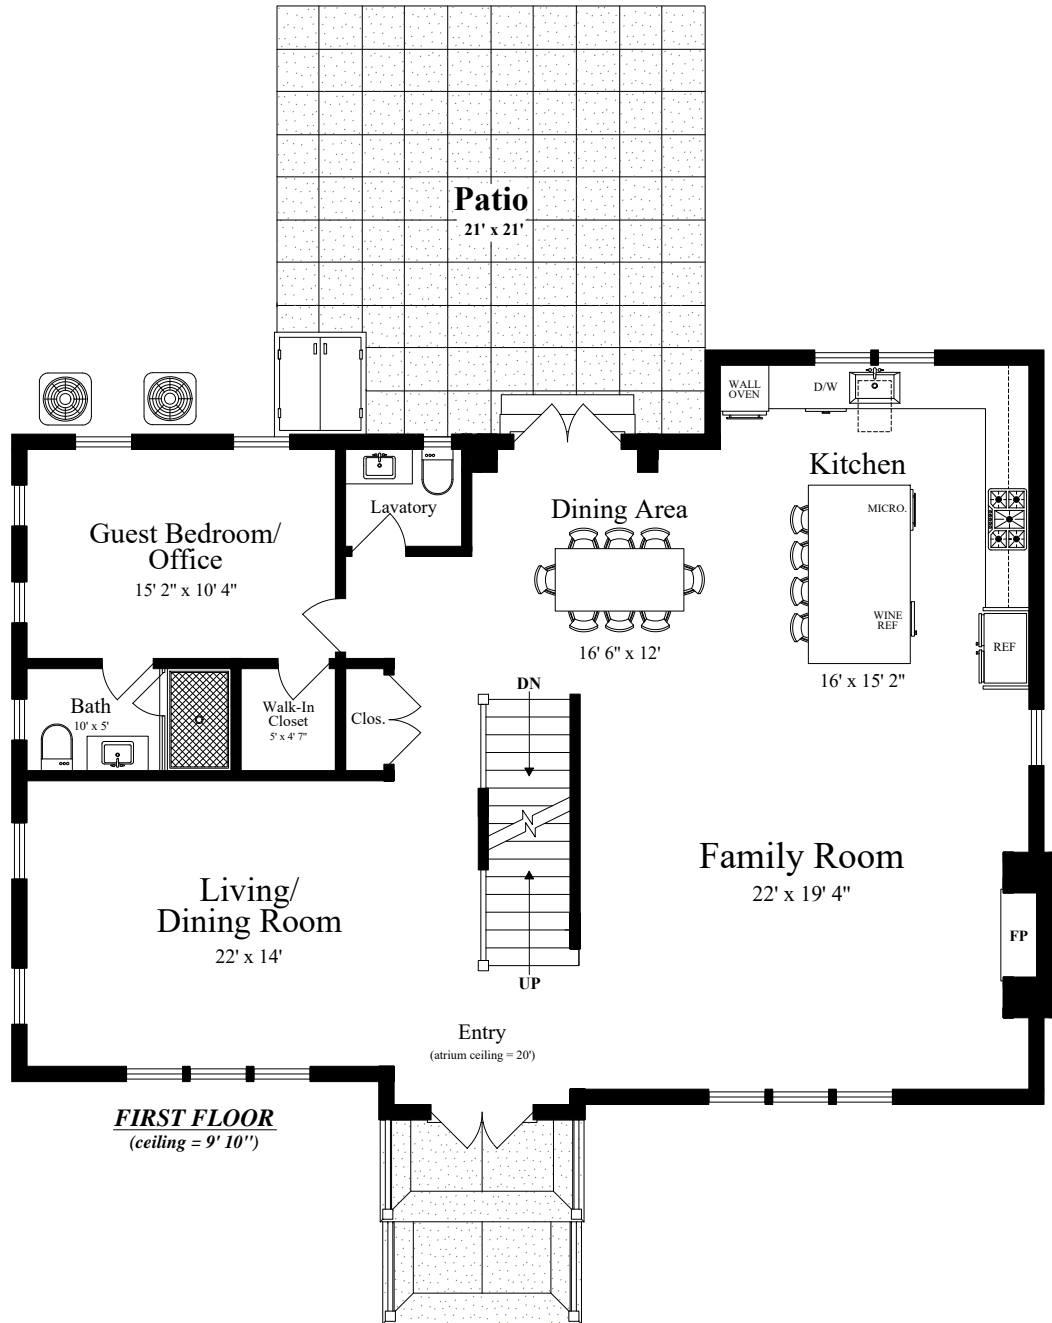 Patio
21' x 21'
WALL
OVEN
D/W
Kitchen
MICRO.
WINE
REF
REF
16' x 15' 2"
Lavatory
Dining Area
16' 6" x 12'
Guest Bedroom/
Office
15' 2" x 10' 4"
Bath
10' x 5'
Walk-In
Closet
5' x 4' 7"
Clos.
DN
UP
Family Room
22' x 19' 4"
FP
Living/
Dining Room
22' x 14'
Entry
(atrium ceiling = 20')
FIRST FLOOR
(ceiling = 9' 10")